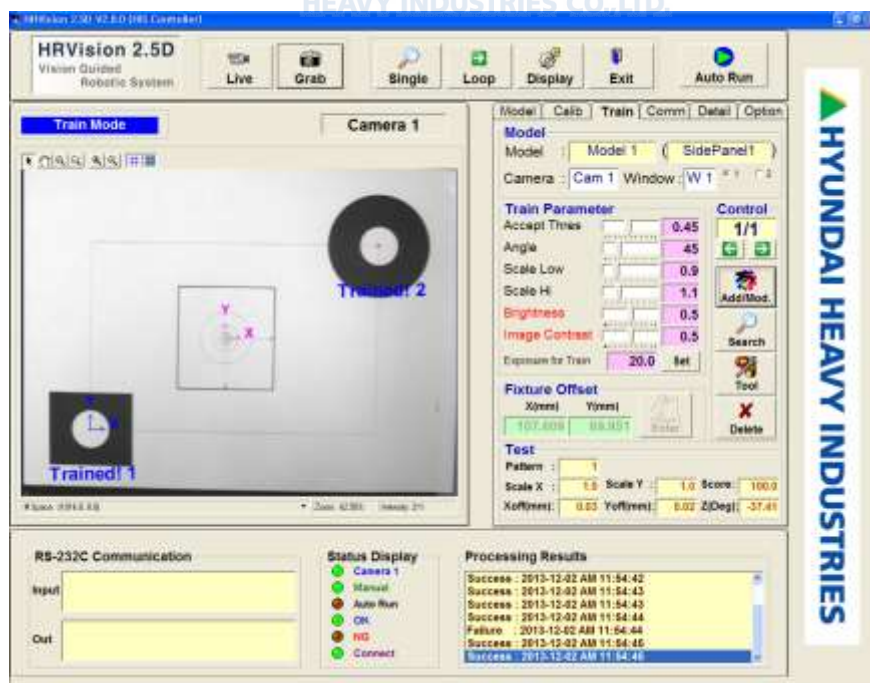 HEAVY INDUSTRIES CO.,LTD.
HRVision 2.5D V2.8.0 (HR Controller)
HRVision 2.5D
Vision Guided
Robotic System
Live Grab Single Loop Display Exit Auto Run
Train Mode
Camera 1
Trained! 2
Y
X
X
Trained! 1
Model Calib Train Comm Detail Option
Model
Model : Model 1 ( SidePanel1 )
Camera : Cam 1 Window : W 1
Train Parameter
Accept Thres 0.45
Angle 45
Scale Low 0.9
Scale Hi 1.1
Brightness 0.5
Image Contrast 0.5
Exposure for Train 20.0 Set
Control
1/1
Add/Mod.
Search
Tool
Delete
Fixture Offset
X(mm) Y(mm)
Enter
Test
Pattern : 1
Scale X : 1.0 Scale Y : 1.0 Score: 100.0
Xoff(mm): 0.03 Yoff(mm): 0.02 Z(Deg): -37.41
RS-232C Communication
Input
Out
Status Display
Camera 1
Manual
Auto Run
OK
NG
Connect
Processing Results
Success : 2013-12-02 AM 11:54:42
Success : 2013-12-02 AM 11:54:43
Success : 2013-12-02 AM 11:54:43
Success : 2013-12-02 AM 11:54:44
Failure : 2013-12-02 AM 11:54:44
Success : 2013-12-02 AM 11:54:45
Success : 2013-12-02 AM 11:54:46
HYUNDAI HEAVY INDUSTRIES